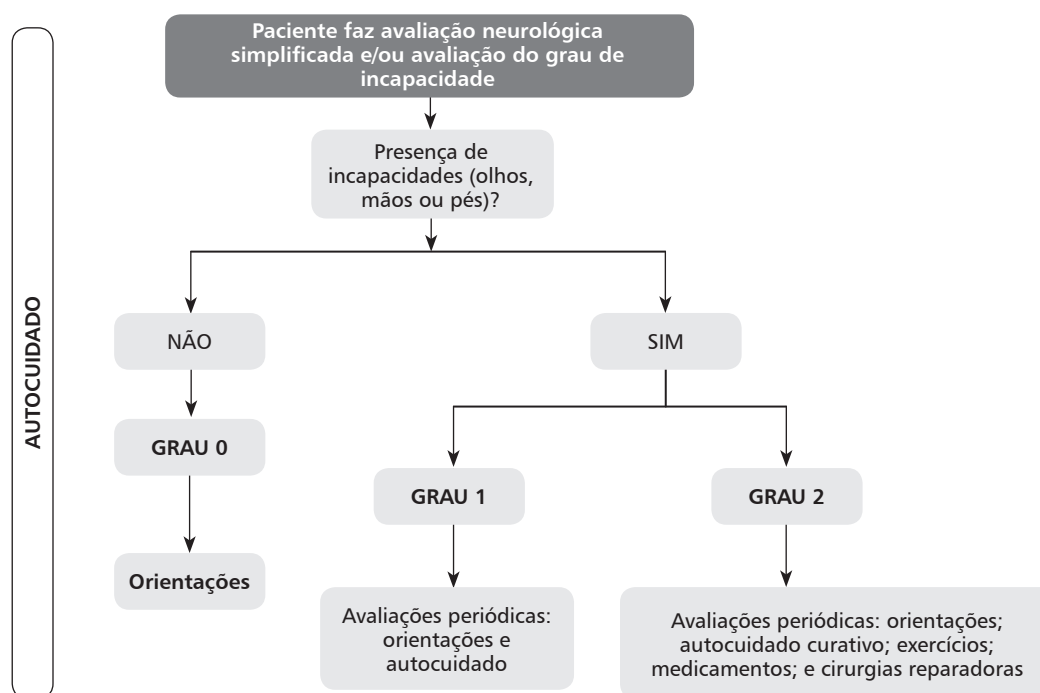 AUTOCUIDADO
Paciente faz avaliação neurológica
simplificada e/ou avaliação do grau de
incapacidade
Presença de
incapacidades (olhos,
mãos ou pés)?
NÃO
SIM
GRAU 0
GRAU 1
GRAU 2
Orientações
Avaliações periódicas:
orientações e
autocuidado
Avaliações periódicas: orientações;
autocuidado curativo; exercícios;
medicamentos; e cirurgias reparadoras